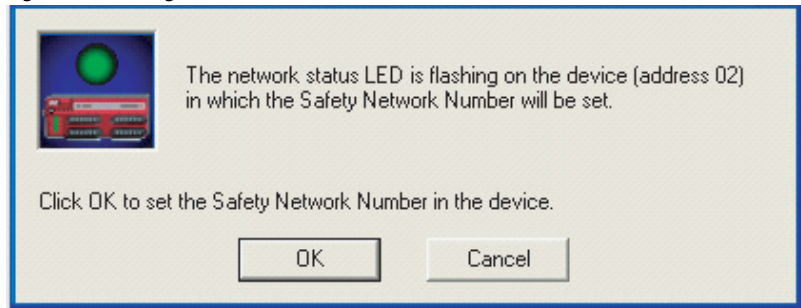 The network status LED is flashing on the device (address 02)
in which the Safety Network Number will be set.
Click OK to set the Safety Network Number in the device.
OK
Cancel